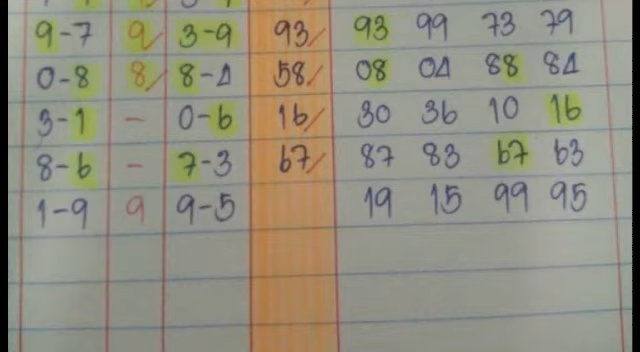 9-7 9/ 3-9 93/ 93 99 73 79
0-8 8/ 8-4 58/ 08 04 88 84
3-1 - 0-6 16/ 30 36 10 16
8-6 - 7-3 67/ 87 83 67 63
1-9 9 9-5 19 15 99 95